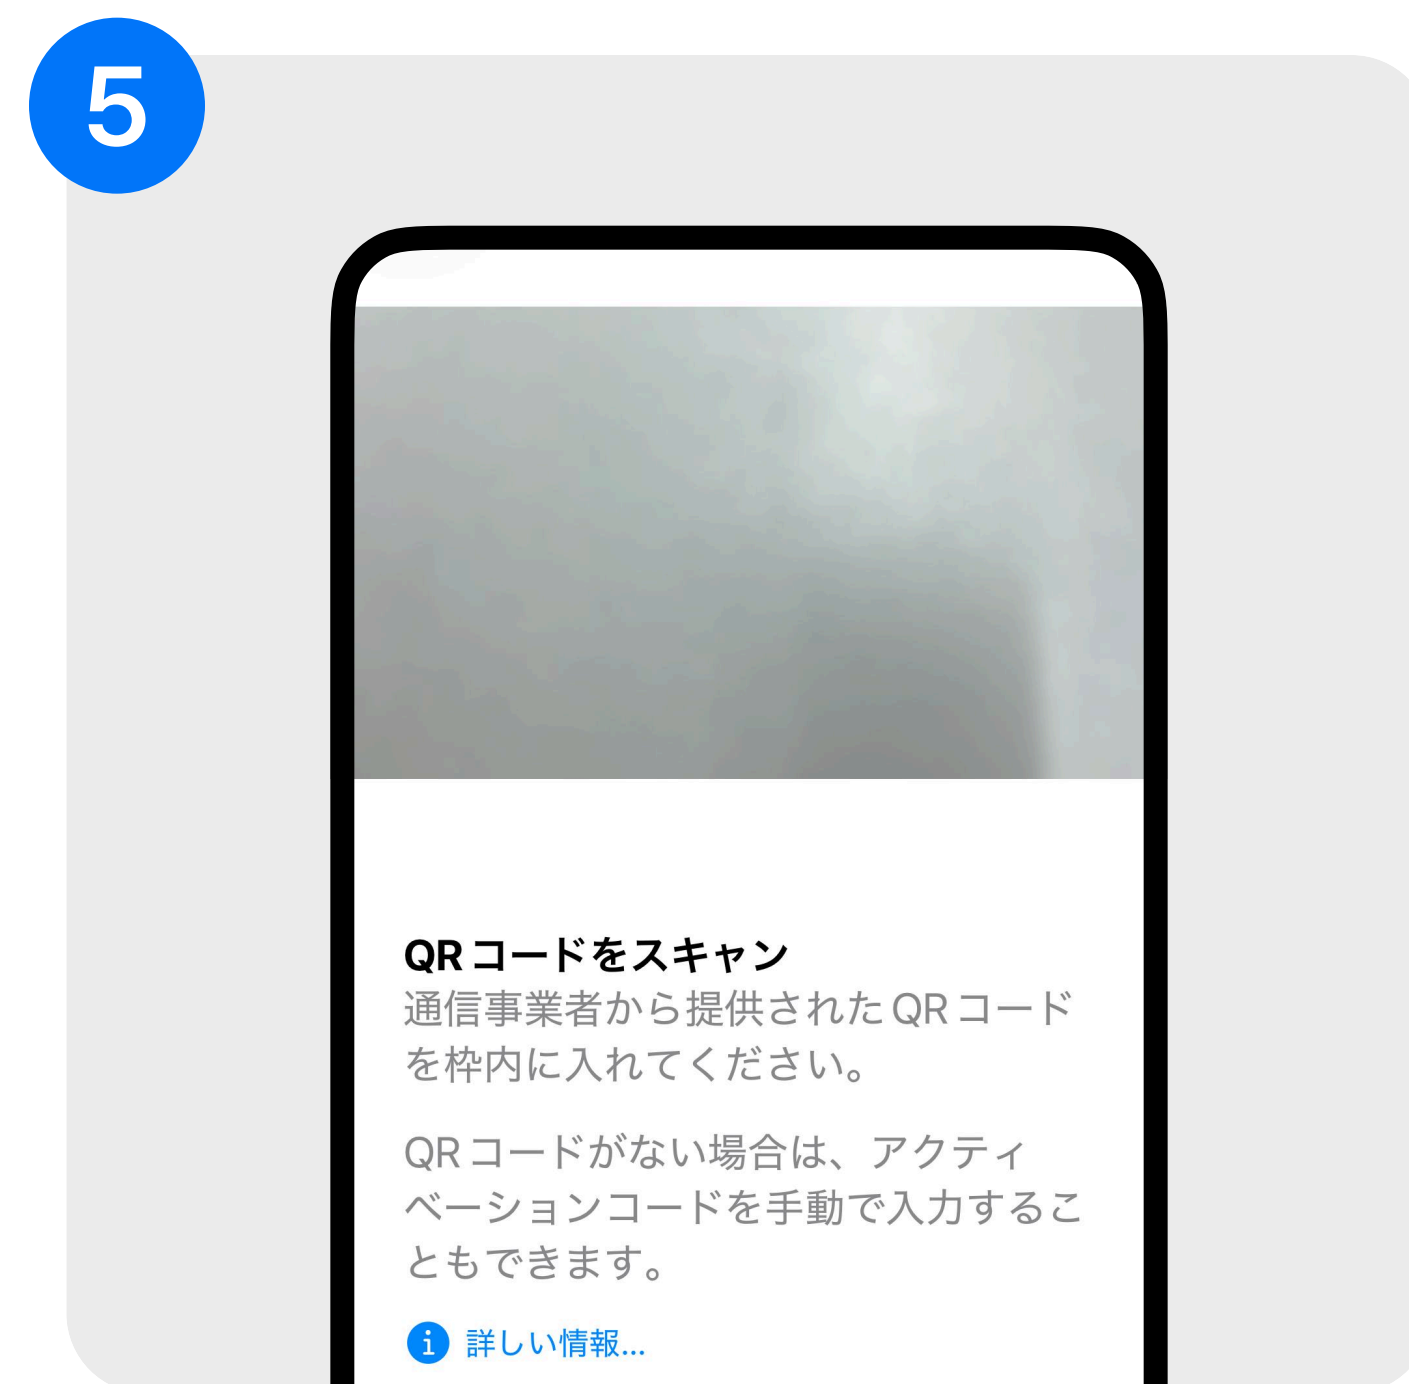 5
QRコードをスキャン
通信事業者から提供されたQRコード
を枠内に入れてください。
QRコードがない場合は、アクティ
ベーションコードを手動で入力するこ
ともできます。
i 詳しい情報...